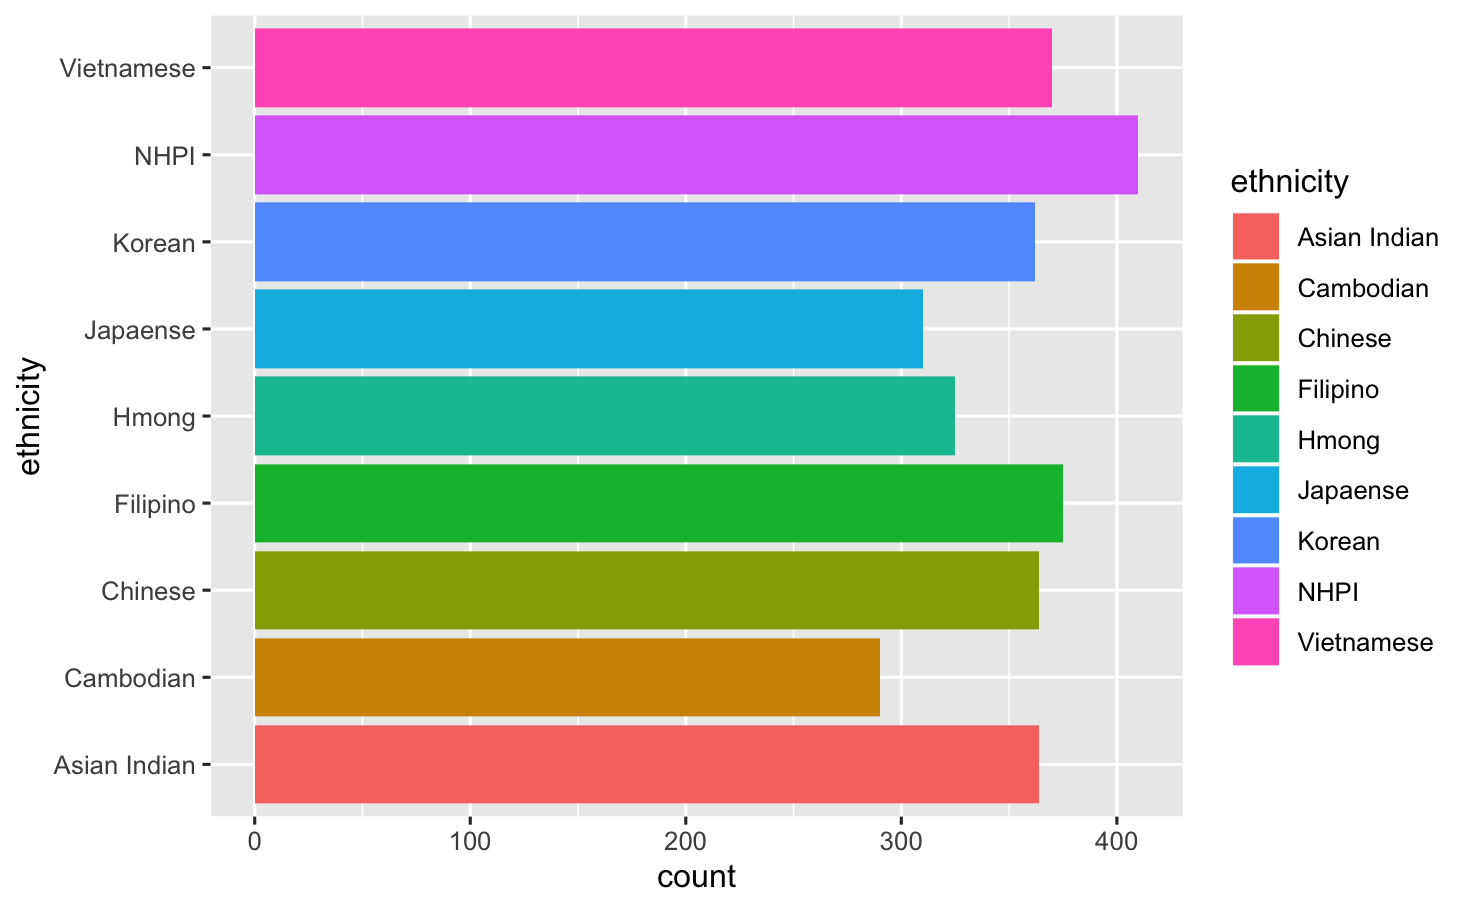 Vietnamese
NHPI
Korean
Japaense
Hmong
Filipino
Chinese
Cambodian
Asian Indian
ethnicity
0 100 200 300 400
count
ethnicity
Asian Indian
Cambodian
Chinese
Filipino
Hmong
Japaense
Korean
NHPI
Vietnamese